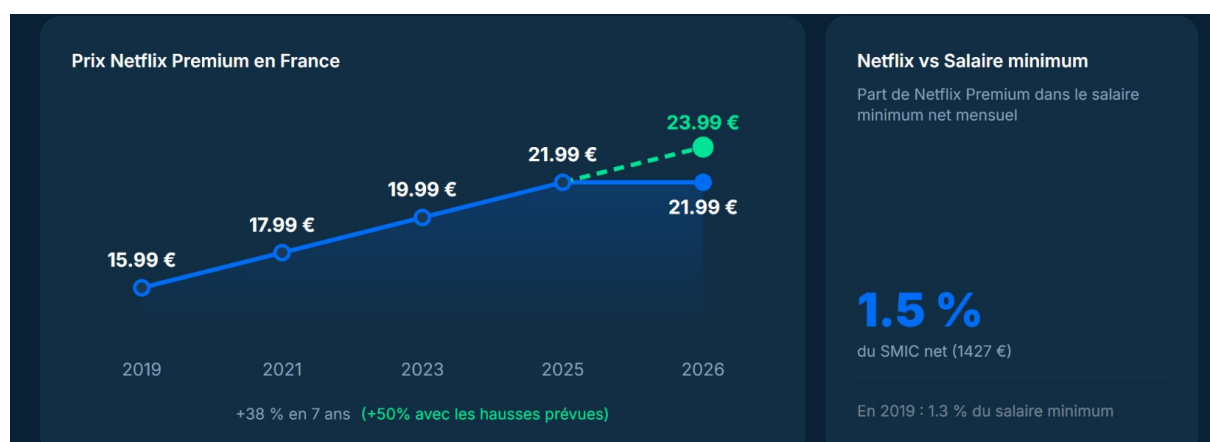 Prix Netflix Premium en France
23.99 €
21.99 €
19.99 €
17.99 €
15.99 €
21.99 €
2019 2021 2023 2025 2026
+38 % en 7 ans (+50% avec les hausses prévues)
Netflix vs Salaire minimum
Part de Netflix Premium dans le salaire
minimum net mensuel
1.5 %
du SMIC net (1427 €)
En 2019 : 1.3 % du salaire minimum